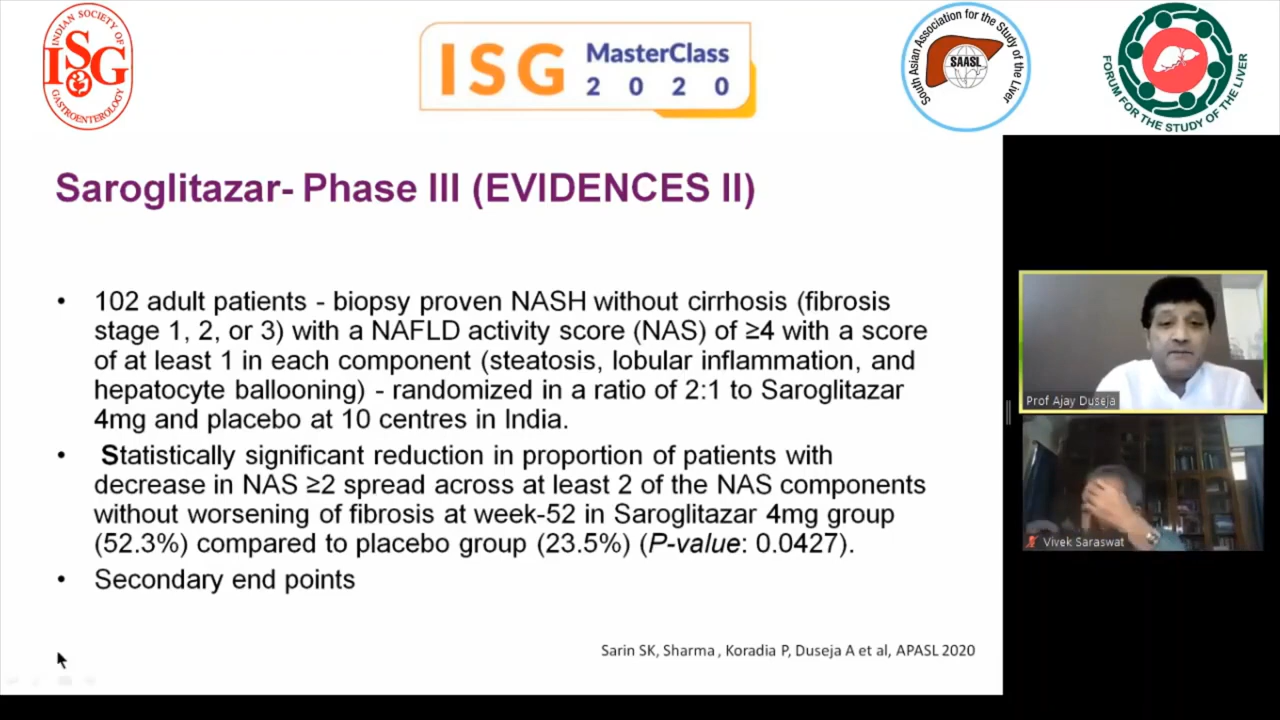 INDIAN SOCIETY OF
ISG
GASTROENTEROLOGY
ISG MasterClass
2020
South Asian Association for the Study of the Liver
SAASL
FORUM FOR THE STUDY OF THE LIVER
Saroglitazar- Phase III (EVIDENCES II)
• 102 adult patients - biopsy proven NASH without cirrhosis (fibrosis
stage 1, 2, or 3) with a NAFLD activity score (NAS) of ≥4 with a score
of at least 1 in each component (steatosis, lobular inflammation, and
hepatocyte ballooning) - randomized in a ratio of 2:1 to Saroglitazar
4mg and placebo at 10 centres in India.
• Statistically significant reduction in proportion of patients with
decrease in NAS ≥2 spread across at least 2 of the NAS components
without worsening of fibrosis at week-52 in Saroglitazar 4mg group
(52.3%) compared to placebo group (23.5%) (P-value: 0.0427).
• Secondary end points
Sarin SK, Sharma , Koradia P, Duseja A et al, APASL 2020
Prof Ajay Duseja
Vivek Saraswat